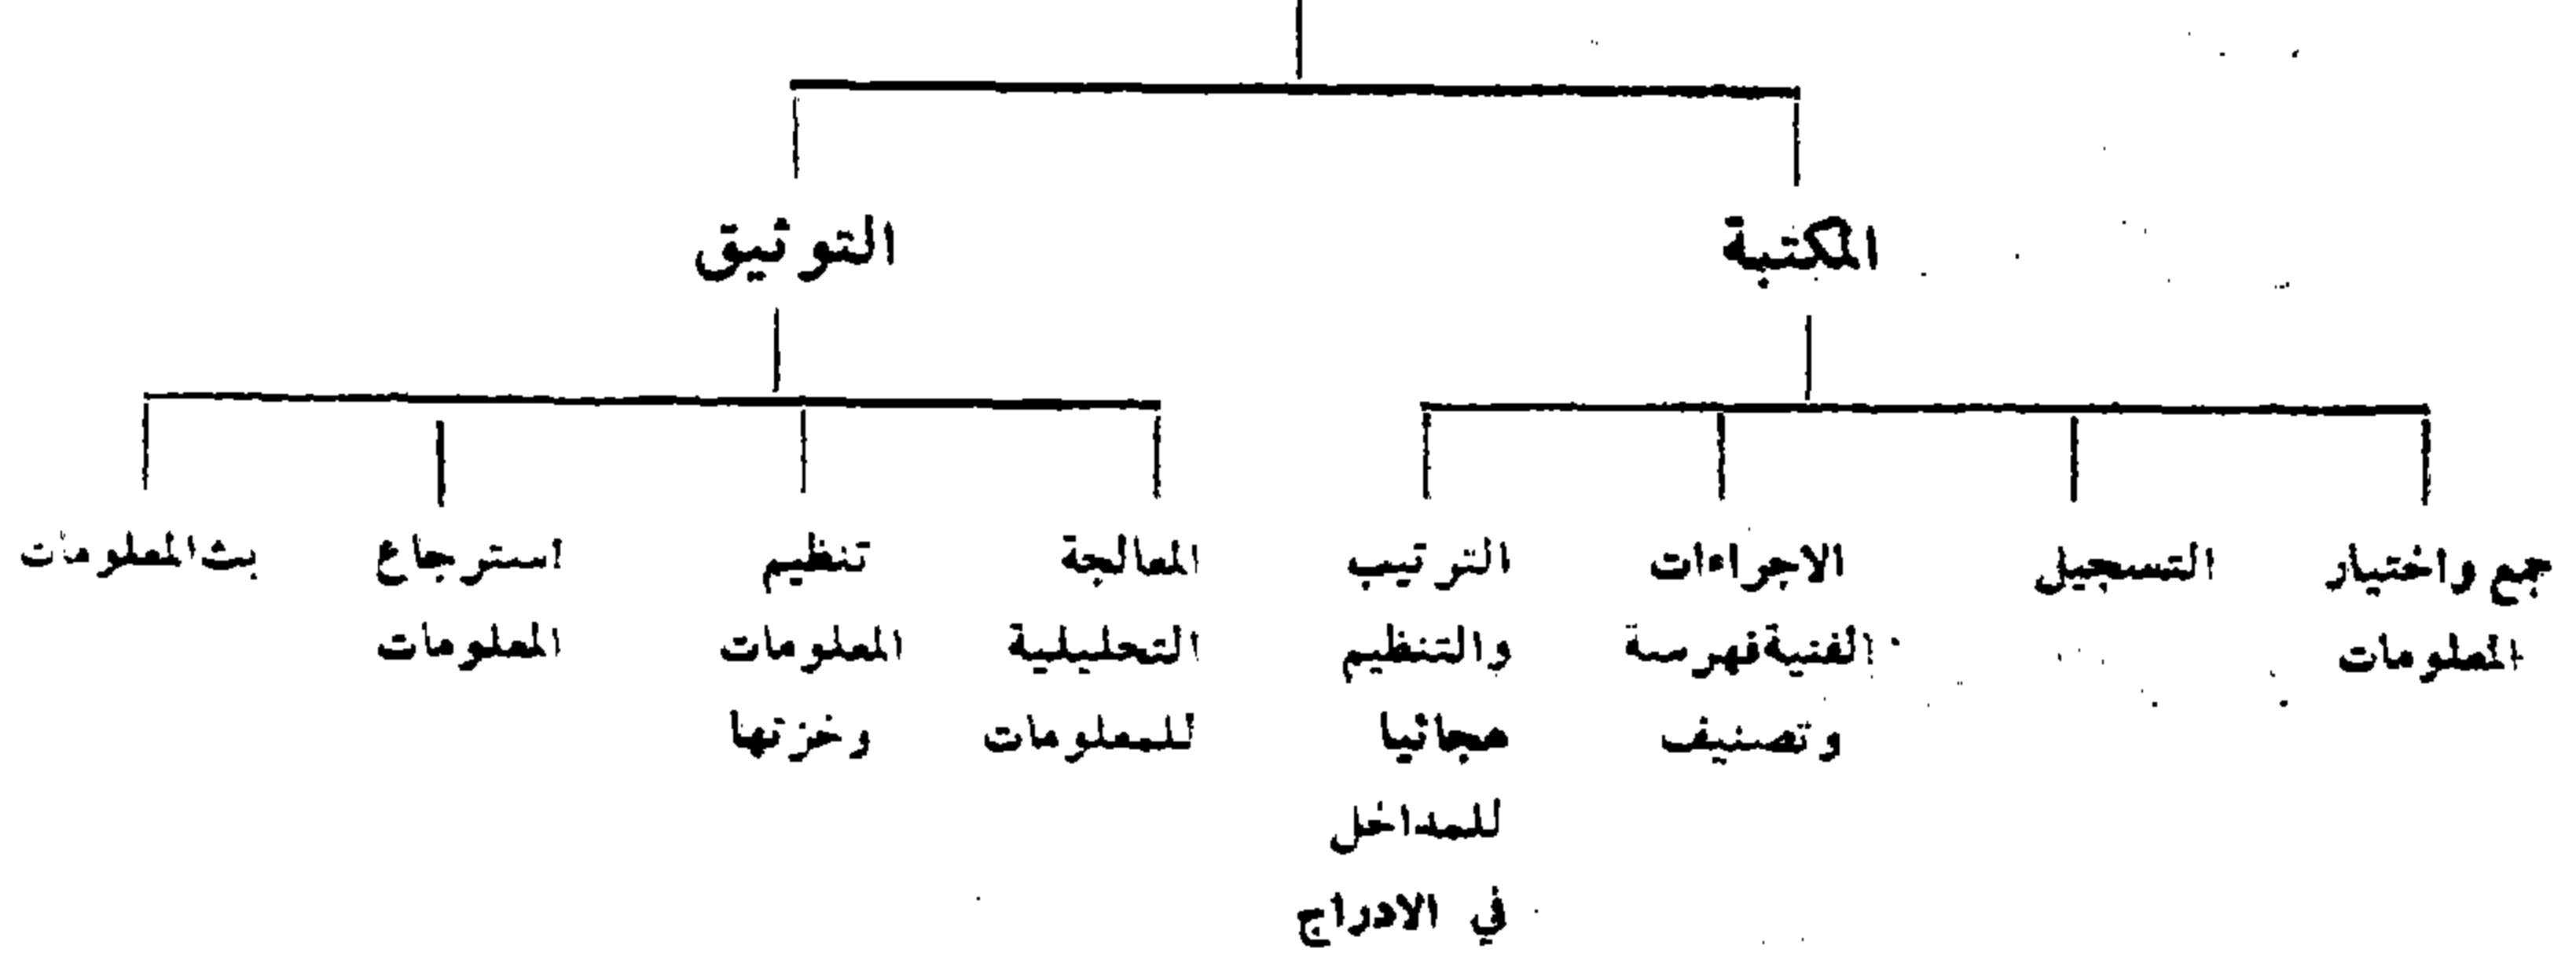 المكتبة
التوثيق
جمع واختيار
المعلومات
التسجيل
الاجراءات
الفنية فهرسة
وتصنيف
الترتيب
والتنظيم
هجائيا
للمداخل
في الادراج
المعالجة
التحليلية
للمعلومات
تنظيم
المعلومات
وخزتها
استرجاع
المعلومات
بث المعلومات